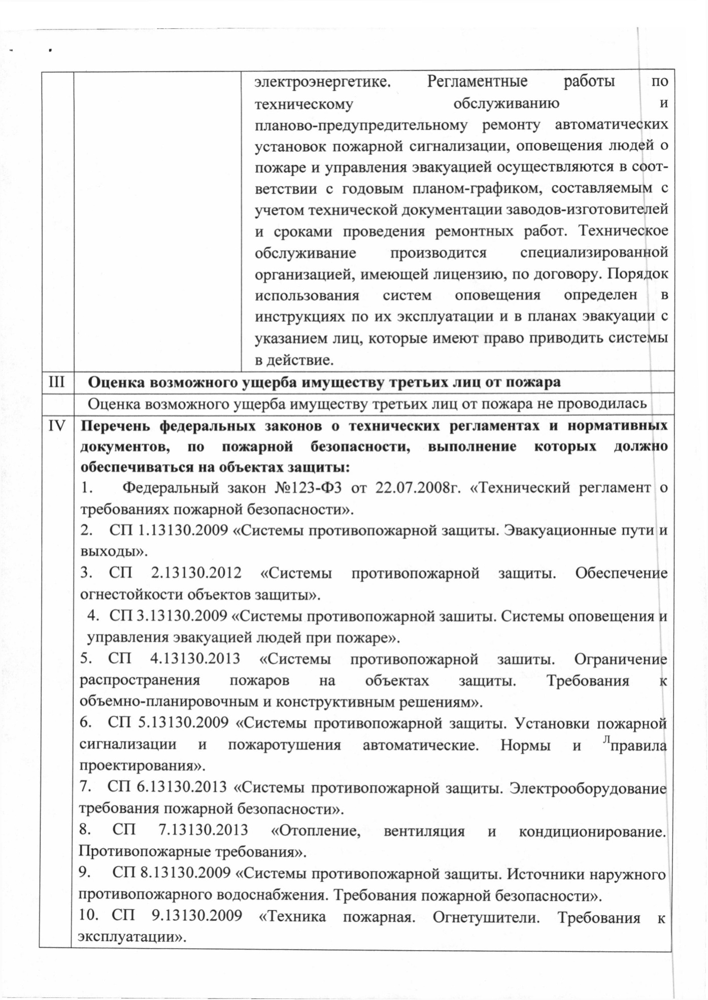 электроэнергетике. Регламентные работы по
техническому обслуживанию и
планово-предупредительному ремонту автоматических
установок пожарной сигнализации, оповещения людей о
пожаре и управления эвакуацией осуществляются в соот-
ветствии с годовым планом-графиком, составляемым с
учетом технической документации заводов-изготовителей
и сроками проведения ремонтных работ. Техническое
обслуживание производится специализированной
организацией, имеющей лицензию, по договору. Порядок
использования систем оповещения определен в
инструкциях по их эксплуатации и в планах эвакуации с
указанием лиц, которые имеют право приводить системы
в действие.
III Оценка возможного ущерба имуществу третьих лиц от пожара
Оценка возможного ущерба имуществу третьих лиц от пожара не проводилась
IV Перечень федеральных законов о технических регламентах и нормативных
документов, по пожарной безопасности, выполнение которых должно
обеспечиваться на объектах защиты:
1. Федеральный закон №123-ФЗ от 22.07.2008г. «Технический регламент о
требованиях пожарной безопасности».
2. СП 1.13130.2009 «Системы противопожарной защиты. Эвакуационные пути и
выходы».
3. СП 2.13130.2012 «Системы противопожарной защиты. Обеспечение
огнестойкости объектов защиты».
4. СП 3.13130.2009 «Системы противопожарной зашиты. Системы оповещения и
управления эвакуацией людей при пожаре».
5. СП 4.13130.2013 «Системы противопожарной зашиты. Ограничение
распространения пожаров на объектах защиты. Требования к
объемно-планировочным и конструктивным решениям».
6. СП 5.13130.2009 «Системы противопожарной защиты. Установки пожарной
сигнализации и пожаротушения автоматические. Нормы и Лправила
проектирования».
7. СП 6.13130.2013 «Системы противопожарной защиты. Электрооборудование
требования пожарной безопасности».
8. СП 7.13130.2013 «Отопление, вентиляция и кондиционирование.
Противопожарные требования».
9. СП 8.13130.2009 «Системы противопожарной защиты. Источники наружного
противопожарного водоснабжения. Требования пожарной безопасности».
10. СП 9.13130.2009 «Техника пожарная. Огнетушители. Требования к
эксплуатации».